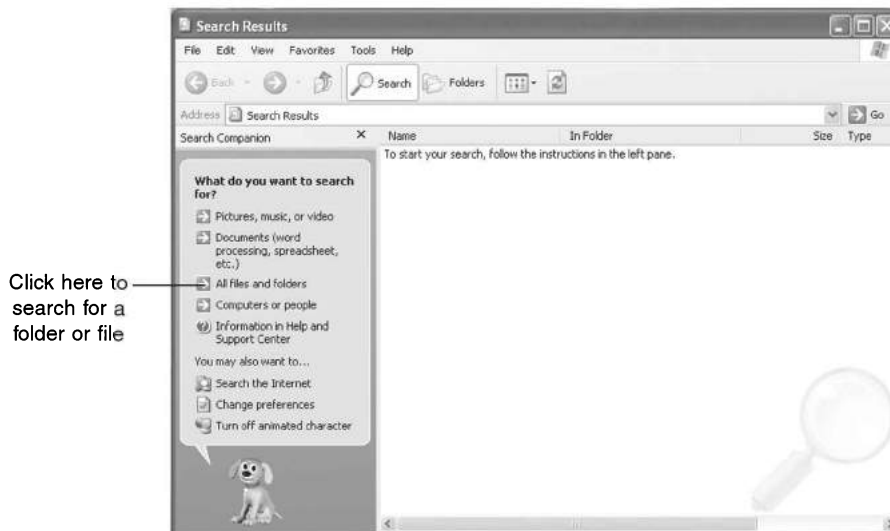 Search Results
File Edit View Favorites Tools Help
Back Search Folders
Address Search Results Go
Search Companion Name In Folder Size Type
To start your search, follow the instructions in the left pane.
What do you want to search
for?
Pictures, music, or video
Documents (word
processing, spreadsheet,
etc.)
All files and folders
Computers or people
Information in Help and
Support Center
You may also want to...
Search the Internet
Change preferences
Turn off animated character
Click here to
search for a
folder or file